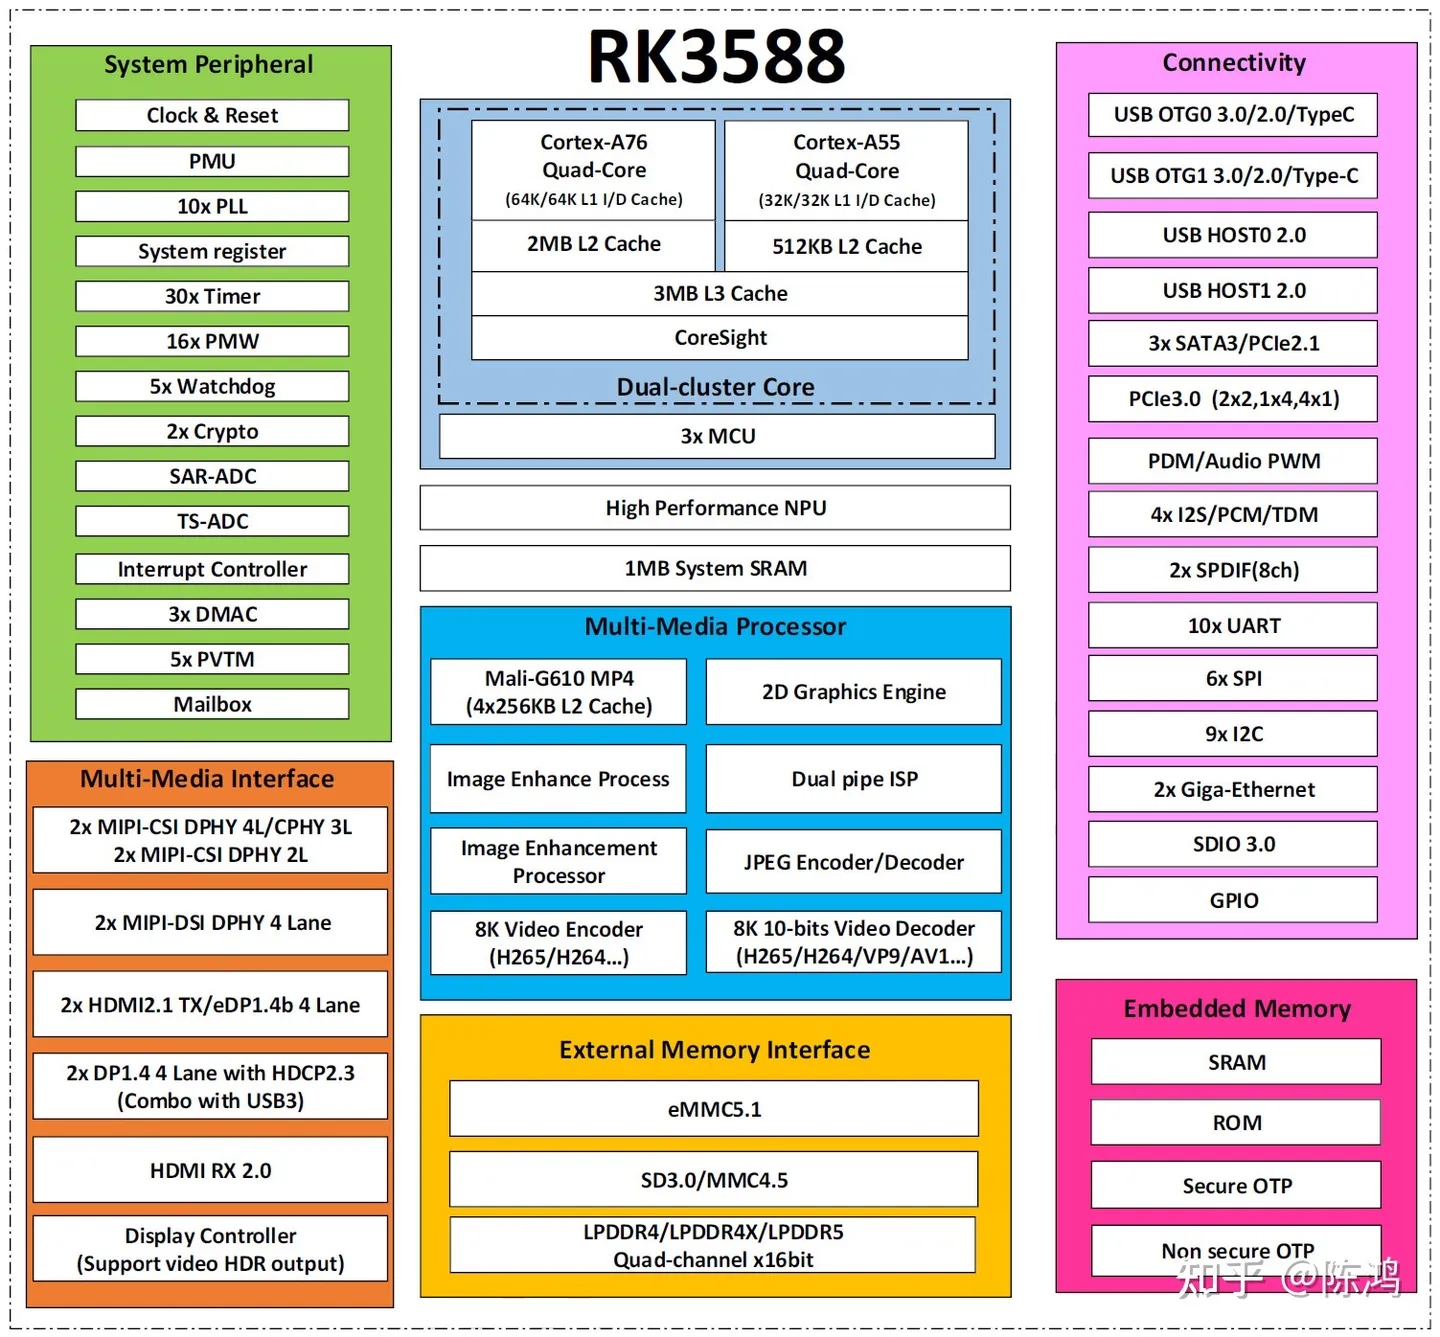 RK3588
System Peripheral
Clock & Reset
PMU
10x PLL
System register
30x Timer
16x PMW
5x Watchdog
2x Crypto
SAR-ADC
TS-ADC
Interrupt Controller
3x DMAC
5x PVTM
Mailbox
Multi-Media Interface
2x MIPI-CSI DPHY 4L/CPHY 3L
2x MIPI-CSI DPHY 2L
2x MIPI-DSI DPHY 4 Lane
2x HDMI2.1 TX/eDP1.4b 4 Lane
2x DP1.4 4 Lane with HDCP2.3
(Combo with USB3)
HDMI RX 2.0
Display Controller
(Support video HDR output)
Cortex-A76
Quad-Core
(64K/64K L1 I/D Cache)
2MB L2 Cache
Cortex-A55
Quad-Core
(32K/32K L1 I/D Cache)
512KB L2 Cache
3MB L3 Cache
CoreSight
Dual-cluster Core
3x MCU
High Performance NPU
1MB System SRAM
Multi-Media Processor
Mali-G610 MP4
(4x256KB L2 Cache)
2D Graphics Engine
Image Enhance Process
Dual pipe ISP
Image Enhancement
Processor
JPEG Encoder/Decoder
8K Video Encoder
(H265/H264...)
8K 10-bits Video Decoder
(H265/H264/VP9/AV1...)
External Memory Interface
eMMC5.1
SD3.0/MMC4.5
LPDDR4/LPDDR4X/LPDDR5
Quad-channel x16bit
Connectivity
USB OTG0 3.0/2.0/TypeC
USB OTG1 3.0/2.0/Type-C
USB HOST0 2.0
USB HOST1 2.0
3x SATA3/PCIe2.1
PCIe3.0 (2x2,1x4,4x1)
PDM/Audio PWM
4x I2S/PCM/TDM
2x SPDIF(8ch)
10x UART
6x SPI
9x I2C
2x Giga-Ethernet
SDIO 3.0
GPIO
Embedded Memory
SRAM
ROM
Secure OTP
Non secure OTP
知乎 @陈鸿